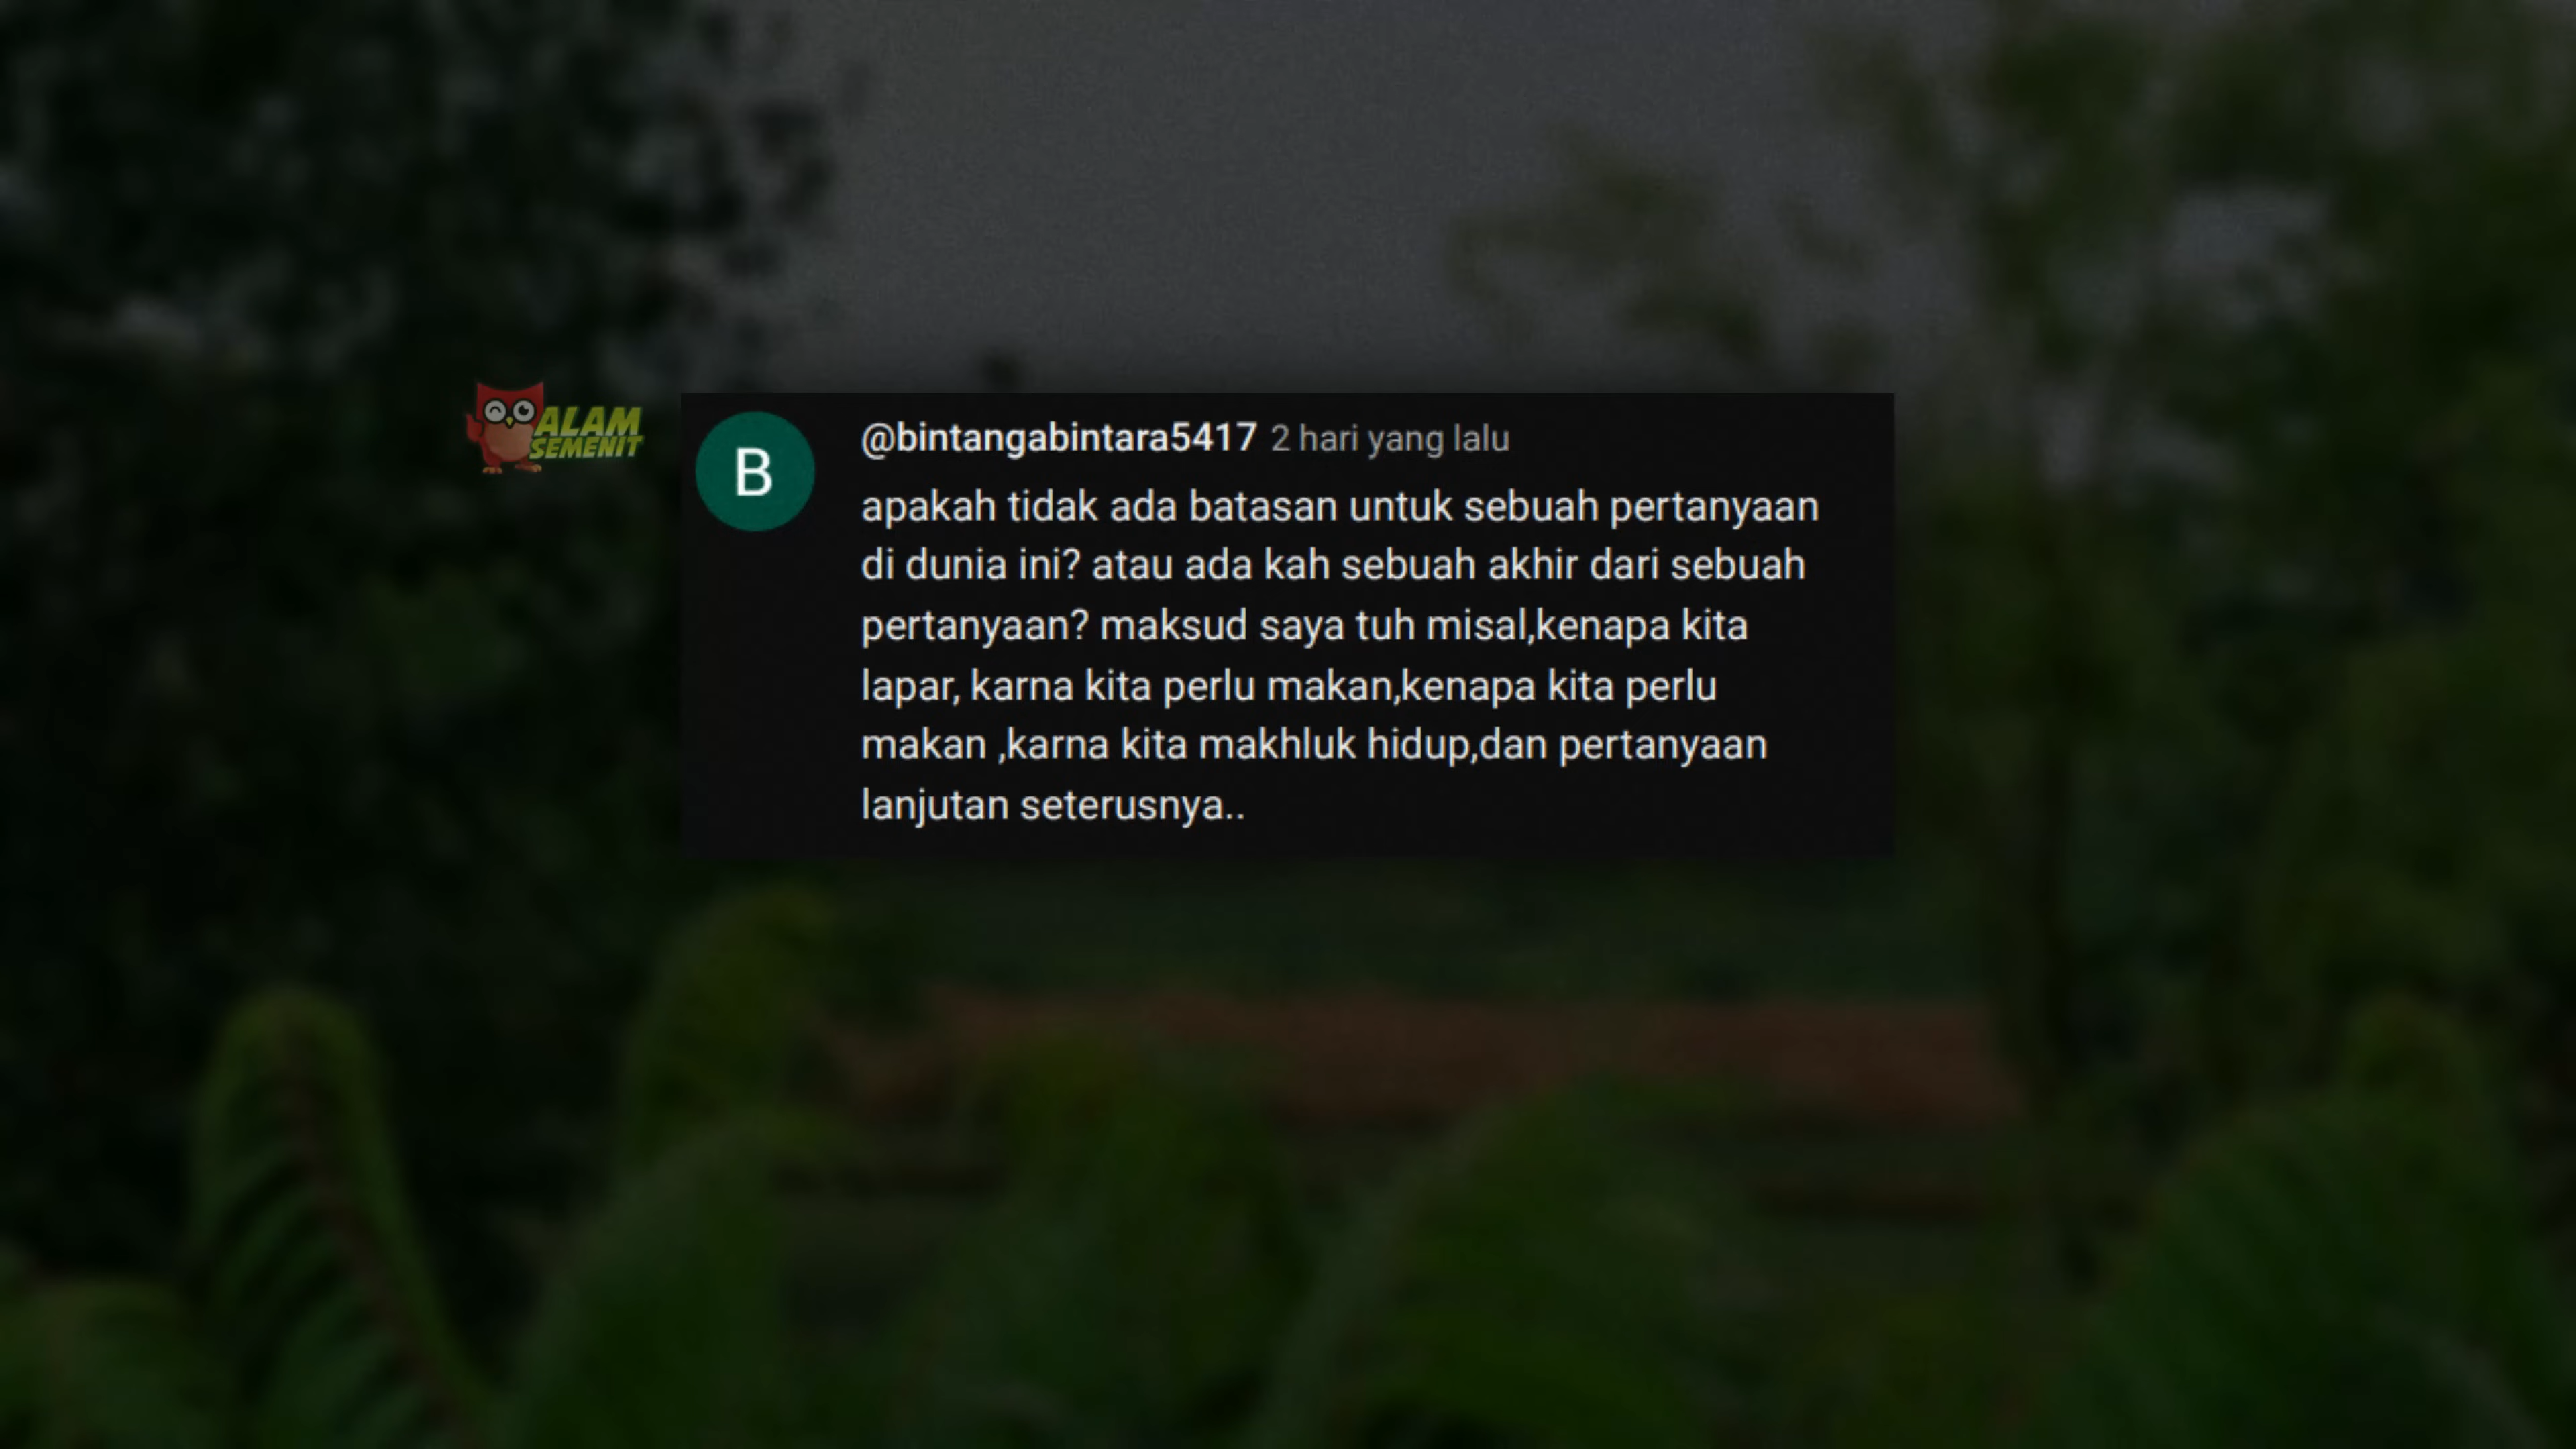 ALAM
SEMENIT
B
@bintangabintara5417 2 hari yang lalu
apakah tidak ada batasan untuk sebuah pertanyaan
di dunia ini? atau ada kah sebuah akhir dari sebuah
pertanyaan? maksud saya tuh misal,kenapa kita
lapar, karna kita perlu makan,kenapa kita perlu
makan ,karna kita makhluk hidup,dan pertanyaan
lanjutan seterusnya..